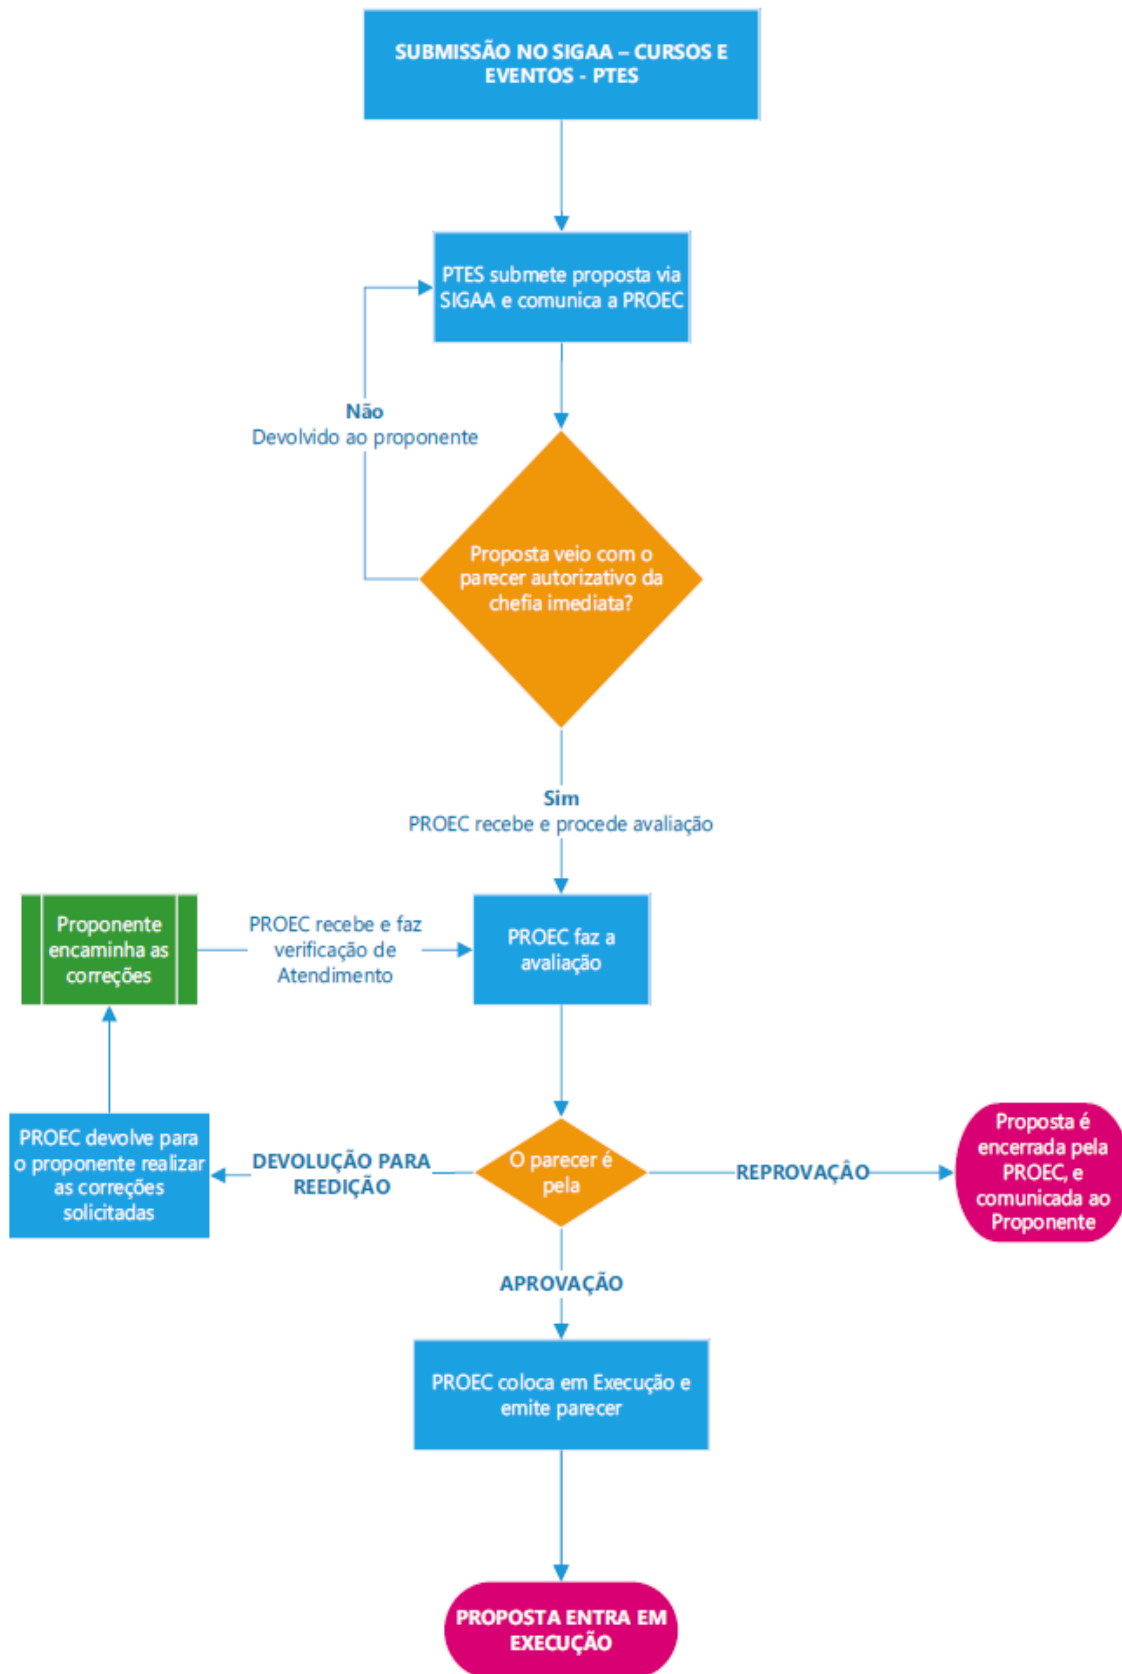 SUBMISSÃO NO SIGAA – CURSOS E
EVENTOS - PTES
PTES submete proposta via
SIGAA e comunica a PROEC
Não
Devolvido ao proponente
Proposta veio com o
parecer autorizativo da
chefia imediata?
Sim
PROEC recebe e procede avaliação
Proponente
encaminha as
correções
PROEC recebe e faz
verificação de
Atendimento
PROEC faz a
avaliação
PROEC devolve para
o proponente realizar
as correções
solicitadas
DEVOLUÇÃO PARA
REEDIÇÃO
O parecer é
pela
REPROVAÇÂO
Proposta é
encerrada pela
PROEC, e
comunicada ao
Proponente
APROVAÇÃO
PROEC coloca em Execução e
emite parecer
PROPOSTA ENTRA EM
EXECUÇÃO